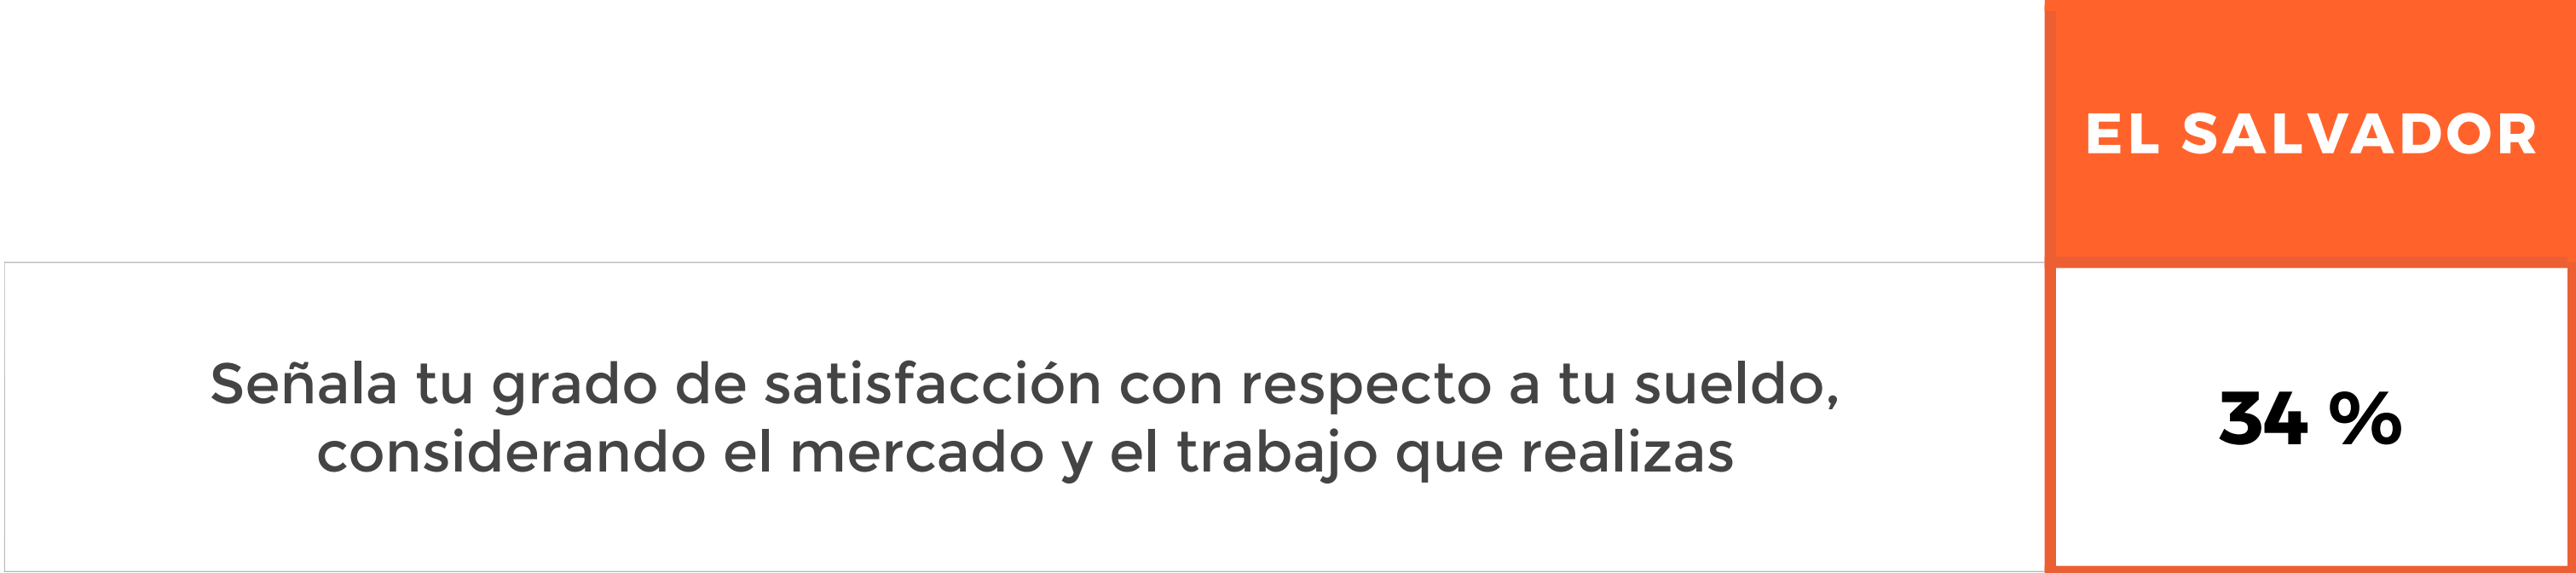 EL SALVADOR
Señala tu grado de satisfacción con respecto a tu sueldo,
considerando el mercado y el trabajo que realizas
34 %